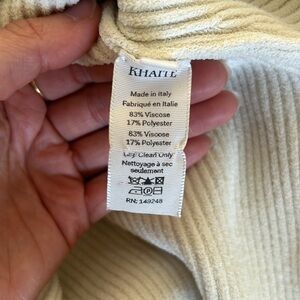 KHAITE
Made in Italy
Fabriqué en Italie
83% Viscose
17% Polyester
83% Viscose
17% Polyester
Dry Clean Only
Nettoyage à sec
seulement
P
RN: 149248